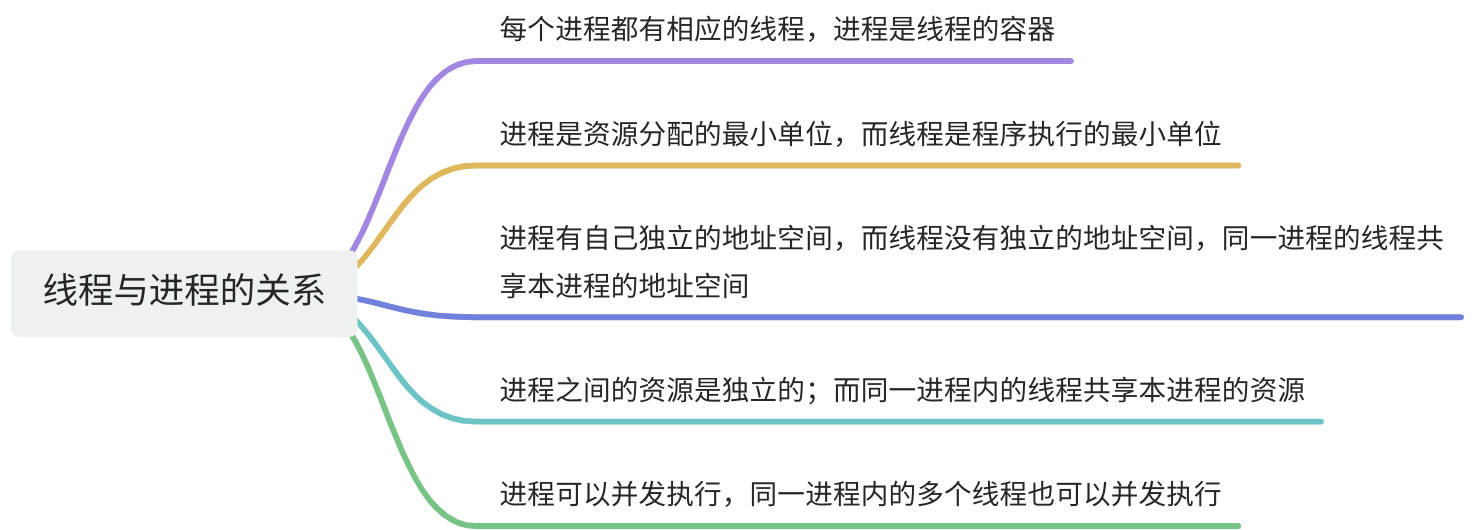 每个进程都有相应的线程，进程是线程的容器
进程是资源分配的最小单位，而线程是程序执行的最小单位
进程有自己独立的地址空间，而线程没有独立的地址空间，同一进程的线程共
享本进程的地址空间
线程与进程的关系
进程之间的资源是独立的；而同一进程内的线程共享本进程的资源
进程可以并发执行，同一进程内的多个线程也可以并发执行